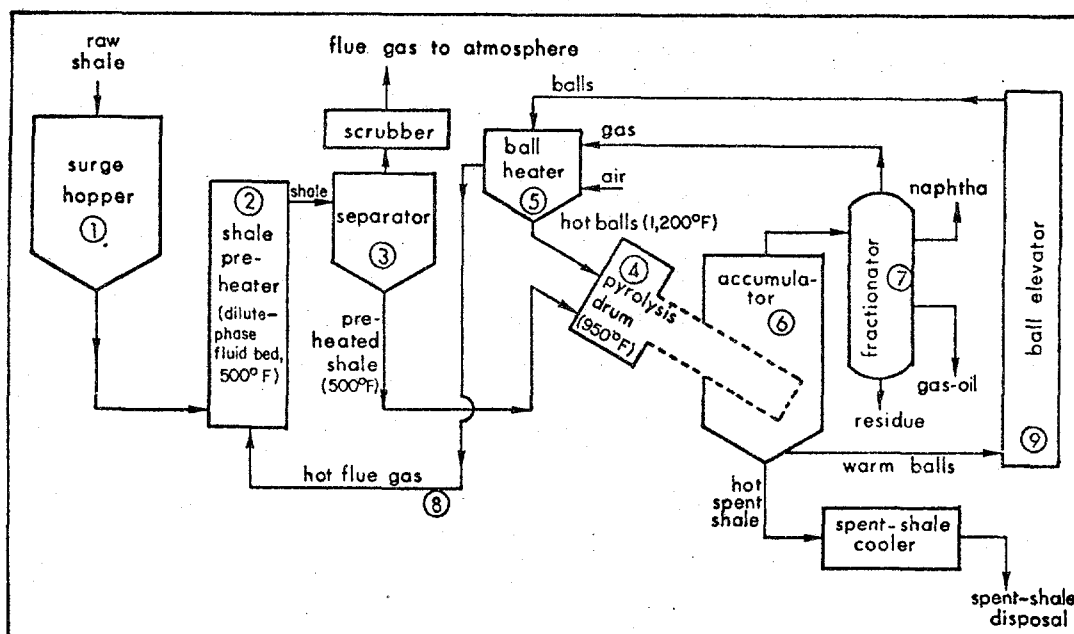 raw
shale
surge
hopper
1
2
shale
pre-
heater
(dilute-
phase
fluid bed,
500°F)
shale
flue gas to atmosphere
scrubber
separator
3
pre-
heated
shale
(500°F)
hot flue gas
8
balls
gas
ball
heater
air
5
hot balls (1,200°F)
4
pyrolysis
drum
(950°F)
accumula-
tor
6
fractionator
7
naphtha
gas-oil
residue
ball elevator
9
warm balls
hot
spent
shale
spent-shale
cooler
spent-shale
disposal